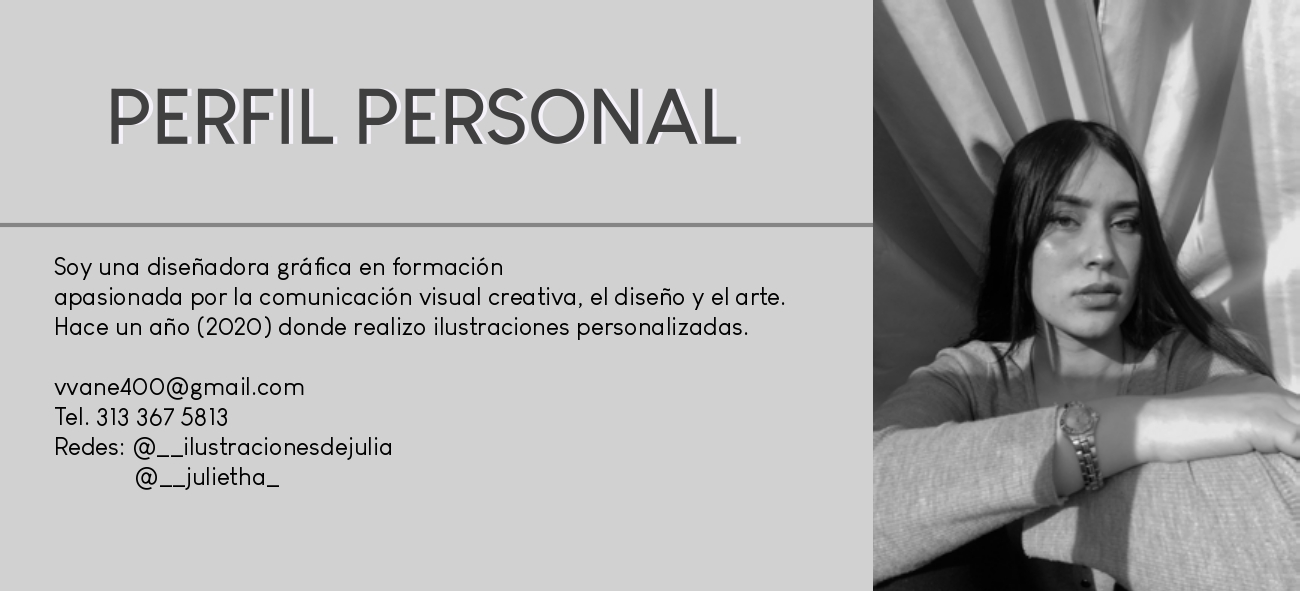 PERFIL PERSONAL
Soy una diseñadora gráfica en formación
apasionada por la comunicación visual creativa, el diseño y el arte.
Hace un año (2020) donde realizo ilustraciones personalizadas.
vvane400@gmail.com
Tel. 313 367 5813
Redes: @__ilustracionesdejulia
@__julietha_